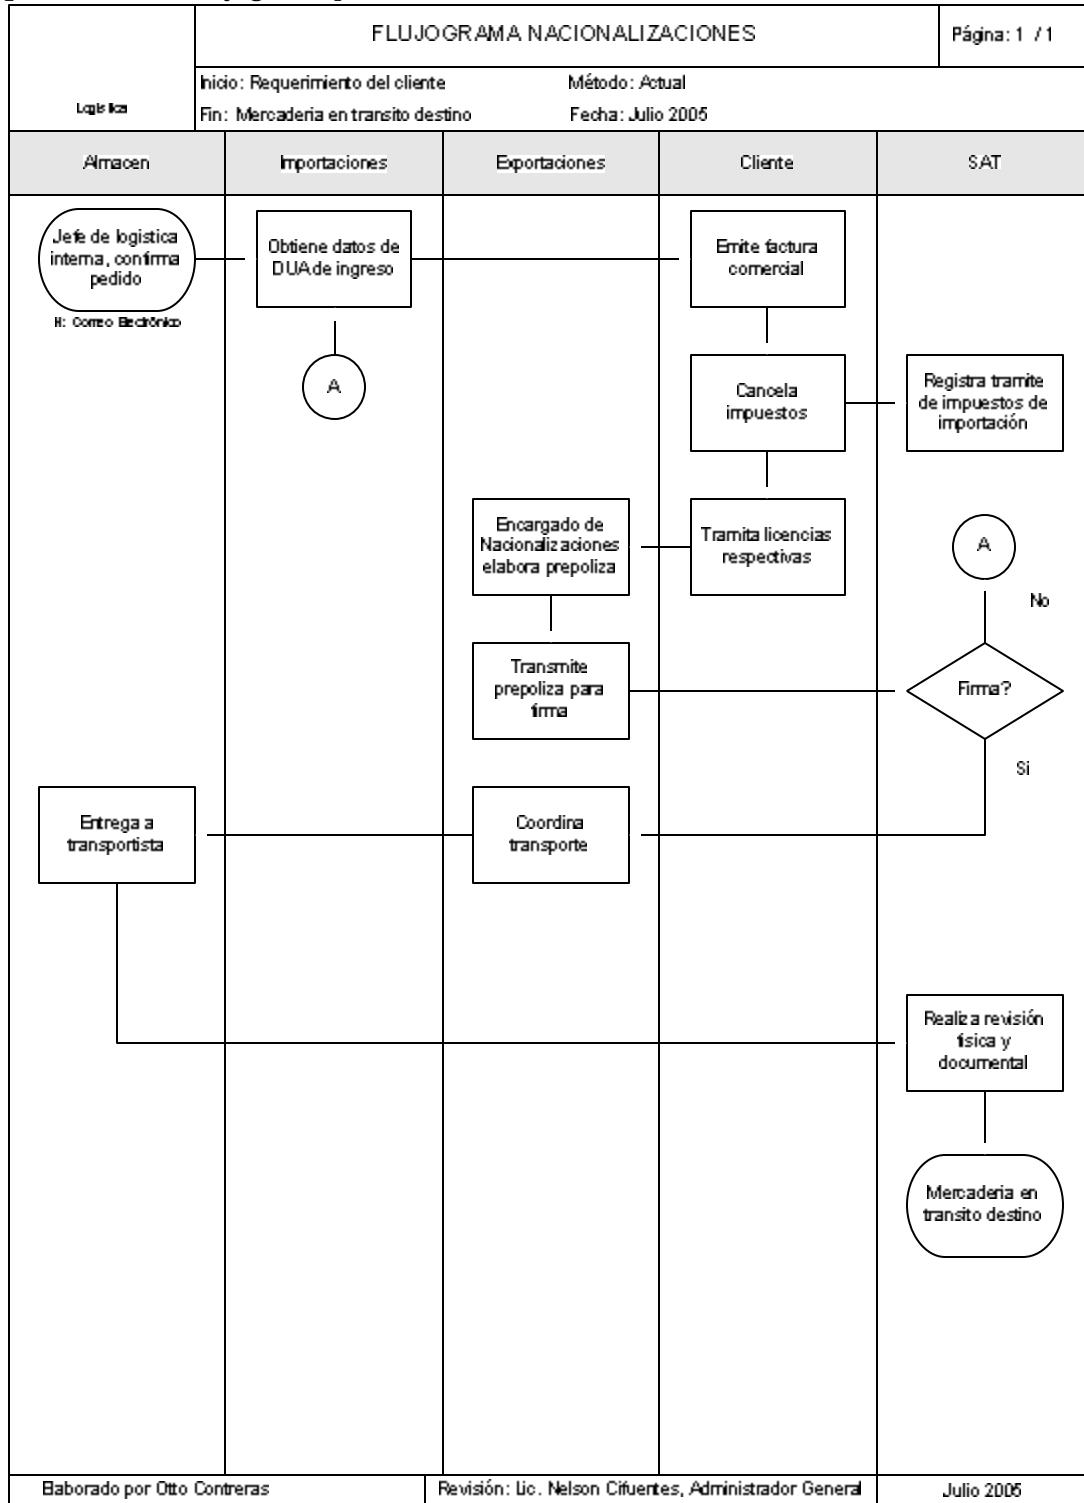 FLUJOGRAMA NACIONALIZACIONES
Página: 1 / 1
Logistica
Inicio: Requerimiento del cliente
Método: Actual
Fin: Mercaderia en transito destino
Fecha: Julio 2005
Almacen
Importaciones
Exportaciones
Cliente
SAT
Jefe de logistica
interna, confirma
pedido
H: Correo Electrónico
Obtiene datos de
DUA de ingreso
Emite factura
comercial
A
Cancela
impuestos
Registra tramite
de impuestos de
importación
Encargado de
Nacionalizaciones
elabora prepoliza
Tramita licencias
respectivas
A
No
Transmite
prepoliza para
firma
Firma?
Si
Entrega a
transportista
Coordina
transporte
Realiza revisión
física y
documental
Mercaderia en
transito destino
Elaborado por Otto Contreras
Revisión: Lic. Nelson Cifuentes, Administrador General
Julio 2005